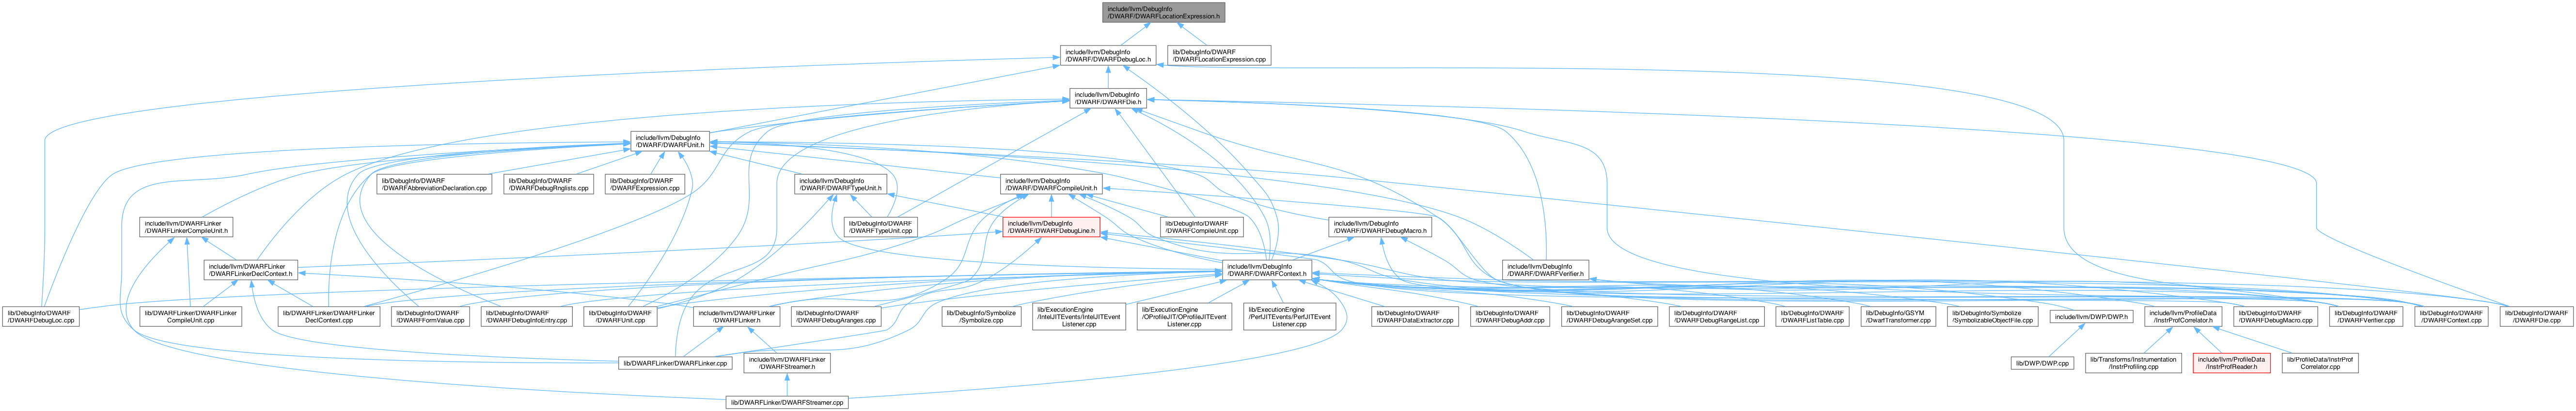 include/llvm/DebugInfo
/DWARF/DWARFLocationExpression.h
include/llvm/DebugInfo
/DWARF/DWARFDebugLoc.h
lib/DebugInfo/DWARF
/DWARFLocationExpression.cpp
include/llvm/DebugInfo
/DWARF/DWARFDie.h
include/llvm/DebugInfo
/DWARF/DWARFUnit.h
lib/DebugInfo/DWARF
/DWARFAbbreviationDeclaration.cpp
lib/DebugInfo/DWARF
/DWARFDebugRnglists.cpp
lib/DebugInfo/DWARF
/DWARFExpression.cpp
include/llvm/DebugInfo
/DWARF/DWARFTypeUnit.h
include/llvm/DebugInfo
/DWARF/DWARFCompileUnit.h
include/llvm/DWARFLinker
/DWARFLinkerCompileUnit.h
lib/DebugInfo/DWARF
/DWARFTypeUnit.cpp
include/llvm/DebugInfo
/DWARF/DWARFDebugLine.h
lib/DebugInfo/DWARF
/DWARFCompileUnit.cpp
include/llvm/DebugInfo
/DWARF/DWARFDebugMacro.h
include/llvm/DWARFLinker
/DWARFLinkerDeclContext.h
include/llvm/DebugInfo
/DWARF/DWARFContext.h
include/llvm/DebugInfo
/DWARF/DWARFVerifier.h
lib/DebugInfo/DWARF
/DWARFDebugLoc.cpp
lib/DWARFLinker/DWARFLinker
CompileUnit.cpp
lib/DWARFLinker/DWARFLinker
DeclContext.cpp
lib/DebugInfo/DWARF
/DWARFFormValue.cpp
lib/DebugInfo/DWARF
/DWARFDebugInfoEntry.cpp
lib/DebugInfo/DWARF
/DWARFUnit.cpp
include/llvm/DWARFLinker
/DWARFLinker.h
lib/DebugInfo/DWARF
/DWARFDebugAranges.cpp
lib/DebugInfo/Symbolize
/Symbolize.cpp
lib/ExecutionEngine
/IntelJITEvents/IntelJITEvent
Listener.cpp
lib/ExecutionEngine
/OProfileJIT/OProfileJITEvent
Listener.cpp
lib/ExecutionEngine
/PerfJITEvents/PerfJITEvent
Listener.cpp
lib/DebugInfo/DWARF
/DWARFDataExtractor.cpp
lib/DebugInfo/DWARF
/DWARFDebugAddr.cpp
lib/DebugInfo/DWARF
/DWARFDebugArangeSet.cpp
lib/DebugInfo/DWARF
/DWARFDebugRangeList.cpp
lib/DebugInfo/DWARF
/DWARFListTable.cpp
lib/DebugInfo/GSYM
/DwarfTransformer.cpp
lib/DebugInfo/Symbolize
/SymbolizableObjectFile.cpp
include/llvm/DWP/DWP.h
include/llvm/ProfileData
/InstrProfCorrelator.h
lib/DebugInfo/DWARF
/DWARFDebugMacro.cpp
lib/DebugInfo/DWARF
/DWARFVerifier.cpp
lib/DebugInfo/DWARF
/DWARFContext.cpp
lib/DebugInfo/DWARF
/DWARFDie.cpp
lib/DWARFLinker/DWARFLinker.cpp
include/llvm/DWARFLinker
/DWARFStreamer.h
lib/DWP/DWP.cpp
lib/Transforms/Instrumentation
/InstrProfiling.cpp
include/llvm/ProfileData
/InstrProfReader.h
lib/ProfileData/InstrProf
Correlator.cpp
lib/DWARFLinker/DWARFStreamer.cpp